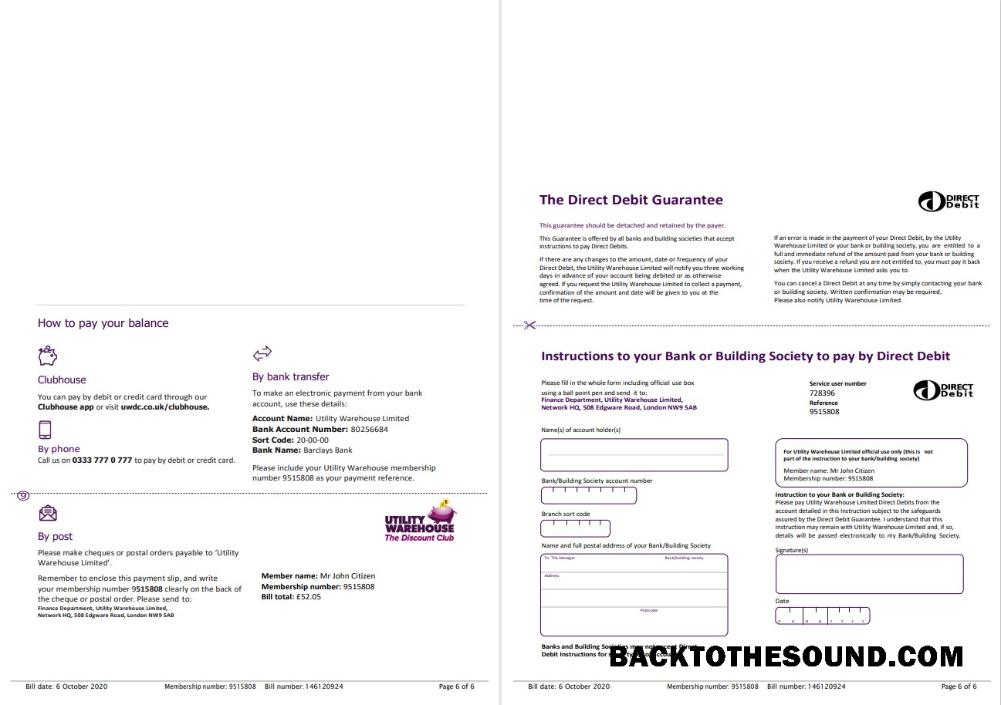 How to pay your balance
Clubhouse
You can pay by debit or credit card through our
Clubhouse app or visit uwdc.co.uk/clubhouse.
By phone
Call us on 0333 777 0 777 to pay by debit or credit card.
By bank transfer
To make an electronic payment from your bank
account, use these details:
Account Name: Utility Warehouse Limited
Bank Account Number: 80256684
Sort Code: 20-00-00
Bank Name: Barclays Bank
Please include your Utility Warehouse membership
number 9515808 as your payment reference.
By post
Please make cheques or postal orders payable to 'Utility
Warehouse Limited'.
Remember to enclose this payment slip, and write
your membership number 9515808 clearly on the back of
the cheque or postal order. Please send to:
Finance Department, Utility Warehouse Limited,
Network HQ, 508 Edgware Road, London NW9 5AB
UTILITY
WAREHOUSE
The Discount Club
Member name: Mr John Citizen
Membership number: 9515808
Bill total: £52.05
Bill date: 6 October 2020 Membership number: 9515808 Bill number: 146120924 Page 6 of 6
The Direct Debit Guarantee
DIRECT
Debit
This guarantee should be detached and retained by the payer.
This Guarantee is offered by all banks and building societies that accept
instructions to pay Direct Debits.
If there are any changes to the amount, date or frequency of your
Direct Debit, the Utility Warehouse Limited will notify you three working
days in advance of your account being debited or as otherwise
agreed. If you request the Utility Warehouse Limited to collect a payment,
confirmation of the amount and date will be given to you at the
time of the request.
If an error is made in the payment of your Direct Debit, by the Utility
Warehouse Limited or your bank or building society, you are entitled to a
full and immediate refund of the amount paid from your bank or building
society. If you receive a refund you are not entitled to, you must pay it back
when the Utility Warehouse Limited asks you to.
You can cancel a Direct Debit at any time by simply contacting your bank
or building society. Written confirmation may be required.
Please also notify Utility Warehouse Limited.
Instructions to your Bank or Building Society to pay by Direct Debit
Please fill in the whole form including official use box
using a ball point pen and send it to:
Finance Department, Utility Warehouse Limited,
Network HQ, 508 Edgware Road, London NW9 5AB
Service user number
728396
Reference
9515808
DIRECT
Debit
Name(s) of account holder(s)
Bank/Building Society account number
Branch sort code
Name and full postal address of your Bank/Building Society
To: The Manager Bank/building society
Address
Postcode
For Utility Warehouse Limited official use only (this is not
part of the instruction to your bank/building society)
Member name: Mr John Citizen
Membership number: 9515808
Instruction to your Bank or Building Society:
Please pay Utility Warehouse Limited Direct Debits from the
account detailed in this Instruction subject to the safeguards
assured by the Direct Debit Guarantee. I understand that this
instruction may remain with Utility Warehouse Limited and, if so,
details will be passed electronically to my Bank/Building Society.
Signature(s)
Date
Banks and Building Societies may not accept Direct
Debit Instructions for
BACKTOTHESOUND.COM
Bill date: 6 October 2020 Membership number: 9515808 Bill number: 146120924 Page 6 of 6